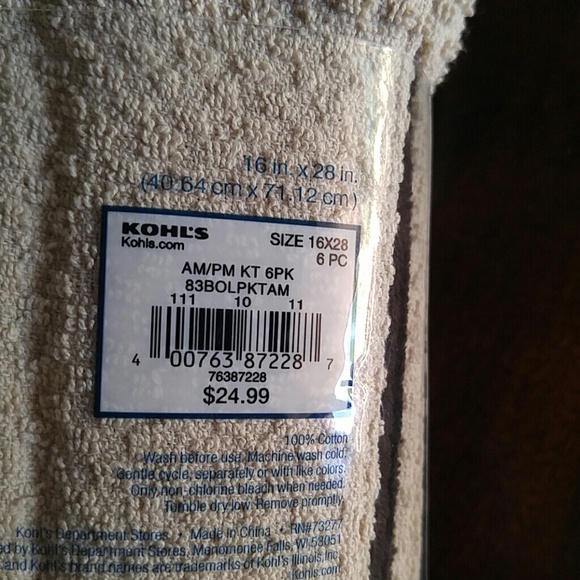 16 in. x 28 in.
(40.64 cm x 71.12 cm)
KOHL'S
Kohls.com
SIZE 16X28
6 PC
AM/PM KT 6PK
83BOLPKTAM
111 10 11
4 00763 87228 7
76387228
$24.99
100% Cotton
Wash before use. Machine wash cold.
Gentle cycle, separately or with like colors.
Only non-chlorine bleach when needed.
Tumble dry low. Remove promptly.
Kohl's Department Stores • Made in China • RN#73277
by Kohl's Department Stores, Menomonee Falls, WI 53051
and Kohl's brand names are trademarks of Kohl's Illinois, Inc.
Kohls.com